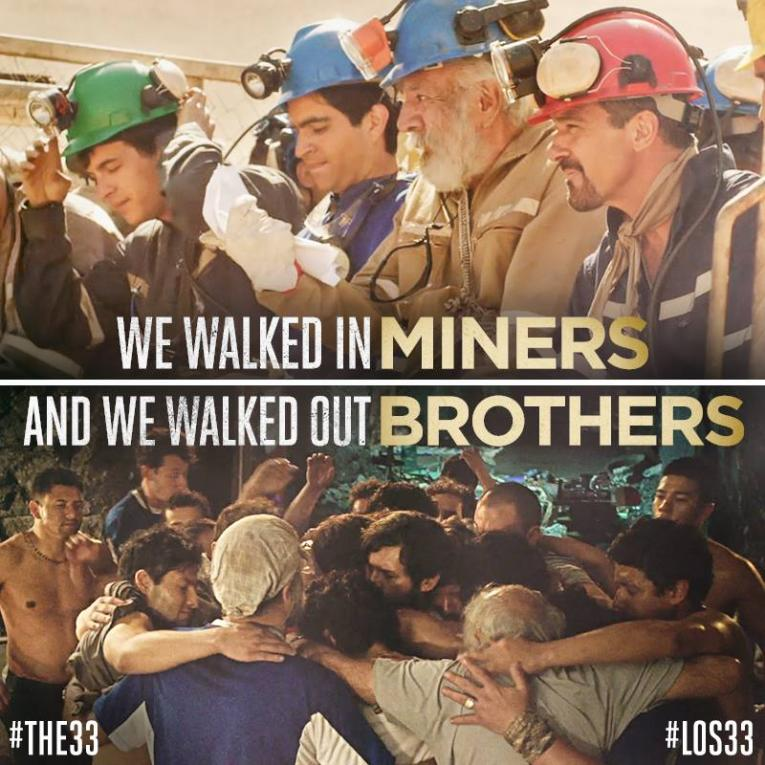 WE WALKED IN MINERS
AND WE WALKED OUT BROTHERS
#THE33
#LOS33